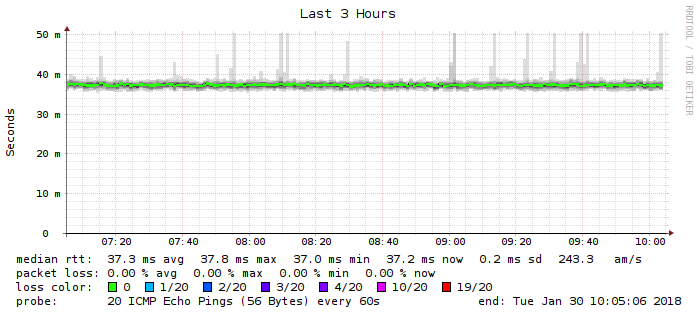 Last 3 Hours
RRDTOOL / TOBI OETIKER
Seconds
50 m
40 m
30 m
20 m
10 m
0
07:20 07:40 08:00 08:20 08:40 09:00 09:20 09:40 10:00
median rtt: 37.3 ms avg 37.8 ms max 37.0 ms min 37.2 ms now 0.2 ms sd 243.3 am/s
packet loss: 0.00 % avg 0.00 % max 0.00 % min 0.00 % now
loss color: 0 1/20 2/20 3/20 4/20 10/20 19/20
probe: 20 ICMP Echo Pings (56 Bytes) every 60s end: Tue Jan 30 10:05:06 2018